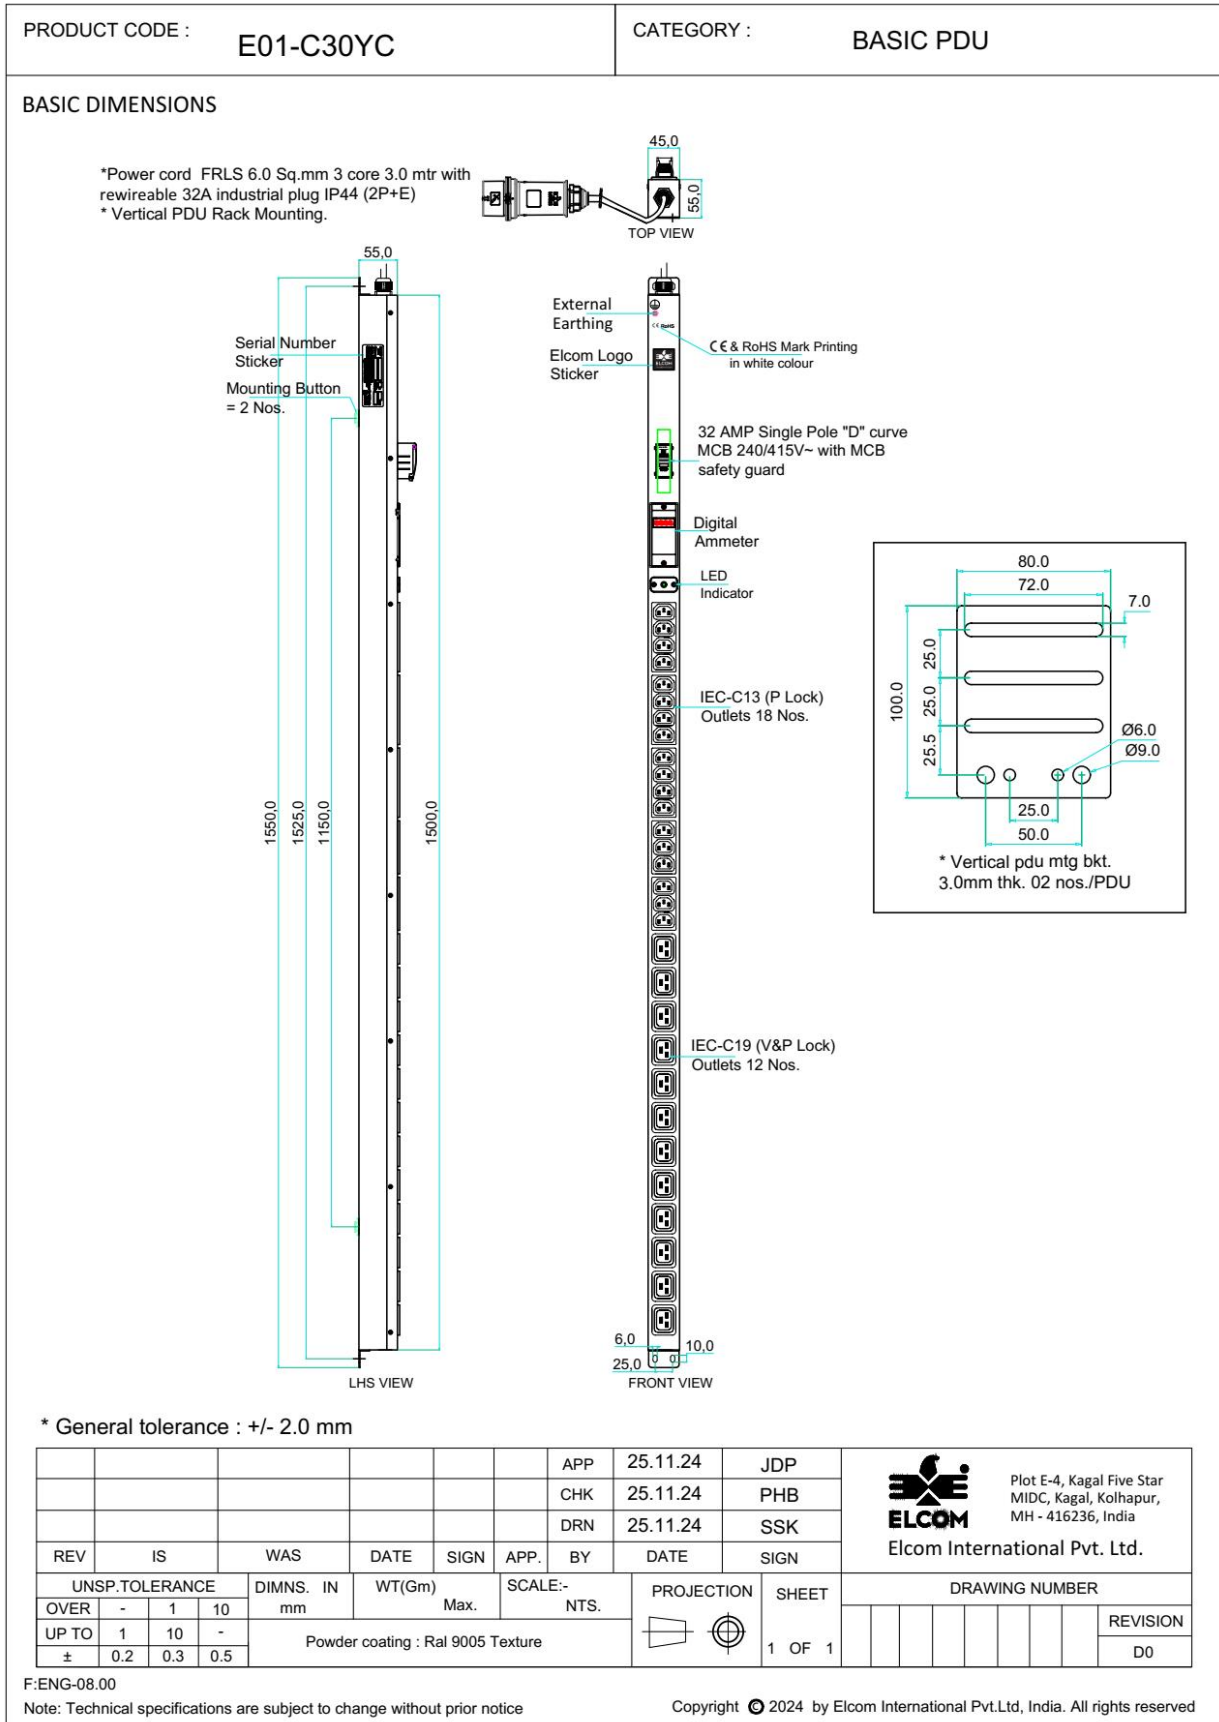 PRODUCT CODE :
E01-C30YC
CATEGORY :
BASIC PDU
BASIC DIMENSIONS
*Power cord FRLS 6.0 Sq.mm 3 core 3.0 mtr with
rewireable 32A industrial plug IP44 (2P+E)
* Vertical PDU Rack Mounting.
45,0
55,0
TOP VIEW
55,0
Serial Number
Sticker
Mounting Button
= 2 Nos.
1550,0
1525,0
1150,0
1500,0
LHS VIEW
External
Earthing
CE RoHS
CE & RoHS Mark Printing
in white colour
Elcom Logo
Sticker
ELCOM
32 AMP Single Pole "D" curve
MCB 240/415V~ with MCB
safety guard
Digital
Ammeter
LED
Indicator
IEC-C13 (P Lock)
Outlets 18 Nos.
IEC-C19 (V&P Lock)
Outlets 12 Nos.
6,0
10,0
25,0
FRONT VIEW
80.0
72.0
7.0
100.0
25.0
25.0
25.5
Ø6.0
Ø9.0
25.0
50.0
* Vertical pdu mtg bkt.
3.0mm thk. 02 nos./PDU
* General tolerance : +/- 2.0 mm
APP 25.11.24 JDP
CHK 25.11.24 PHB
DRN 25.11.24 SSK
REV IS WAS DATE SIGN APP. BY DATE SIGN
ELCOM
Plot E-4, Kagal Five Star
MIDC, Kagal, Kolhapur,
MH - 416236, India
Elcom International Pvt. Ltd.
UNSP.TOLERANCE
OVER - 1 10
UP TO 1 10 -
± 0.2 0.3 0.5
DIMNS. IN
mm
WT(Gm)
Max.
SCALE:-
NTS.
Powder coating : Ral 9005 Texture
PROJECTION
SHEET
1 OF 1
DRAWING NUMBER
REVISION
D0
F:ENG-08.00
Note: Technical specifications are subject to change without prior notice
Copyright © 2024 by Elcom International Pvt.Ltd, India. All rights reserved